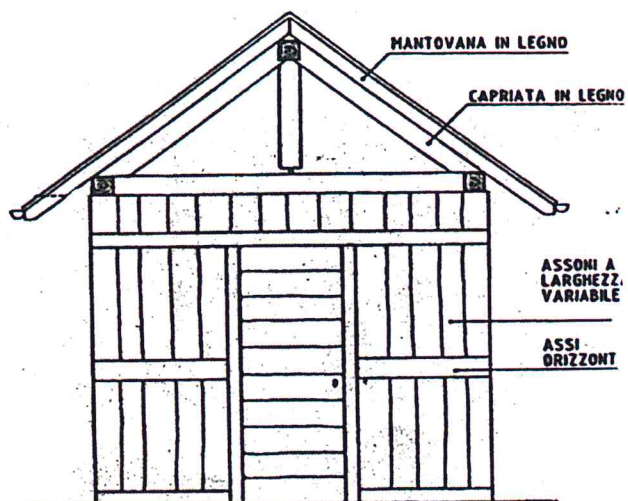 MANTOVANA IN LEGNO
CAPRIATA IN LEGNO
ASSONI A
LARGHEZZ
VARIABILE
ASSI
ORIZZONT